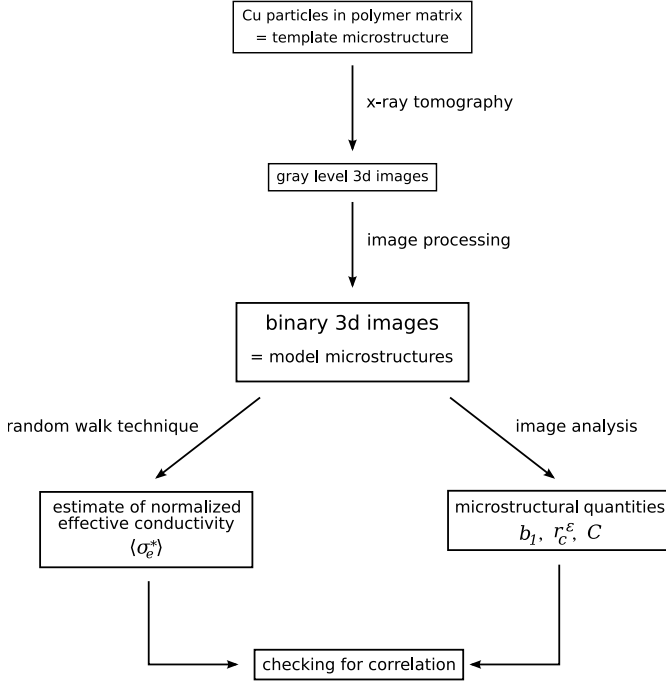 Cu particles in polymer matrix
= template microstructure
x-ray tomography
gray level 3d images
image processing
binary 3d images
= model microstructures
random walk technique
image analysis
estimate of normalized
effective conductivity
⟨σₑ*⟩
microstructural quantities
b₁, r_c^ε, C
checking for correlation